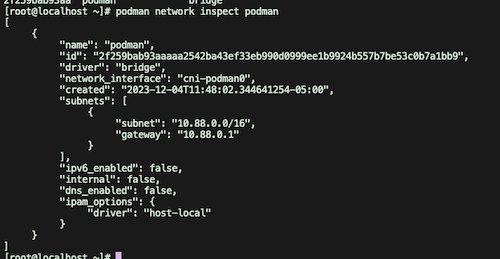 2f259bab93aa  podman      bridge
[root@localhost ~]# podman network inspect podman
[
    {
        "name": "podman",
        "id": "2f259bab93aaaaa2542ba43ef33eb990d0999ee1b9924b557b7be53c0b7a1bb9",
        "driver": "bridge",
        "network_interface": "cni-podman0",
        "created": "2023-12-04T11:48:02.344641254-05:00",
        "subnets": [
            {
                "subnet": "10.88.0.0/16",
                "gateway": "10.88.0.1"
            }
        ],
        "ipv6_enabled": false,
        "internal": false,
        "dns_enabled": false,
        "ipam_options": {
            "driver": "host-local"
        }
    }
]
[root@localhost ~]#